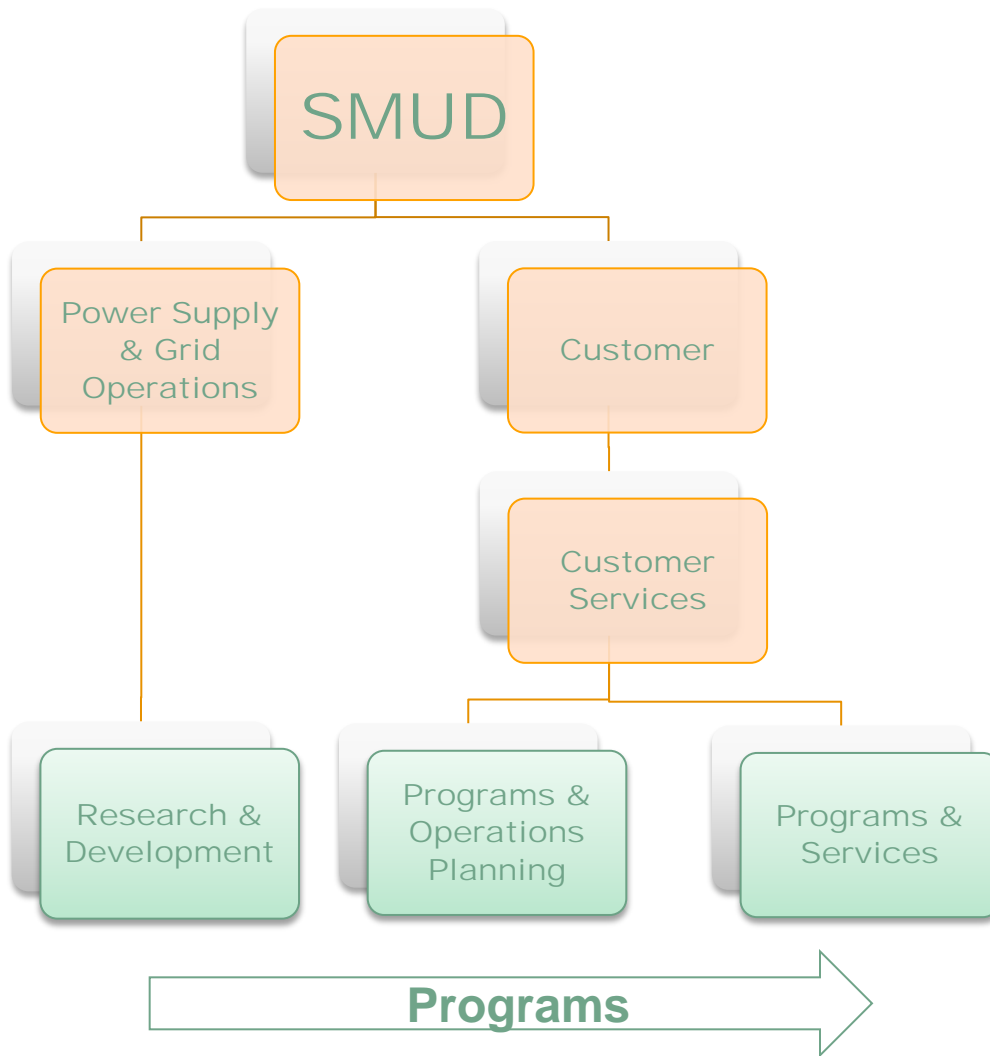 SMUD
Power Supply
& Grid
Operations
Customer
Customer
Services
Research &
Development
Programs &
Operations
Planning
Programs &
Services
Programs